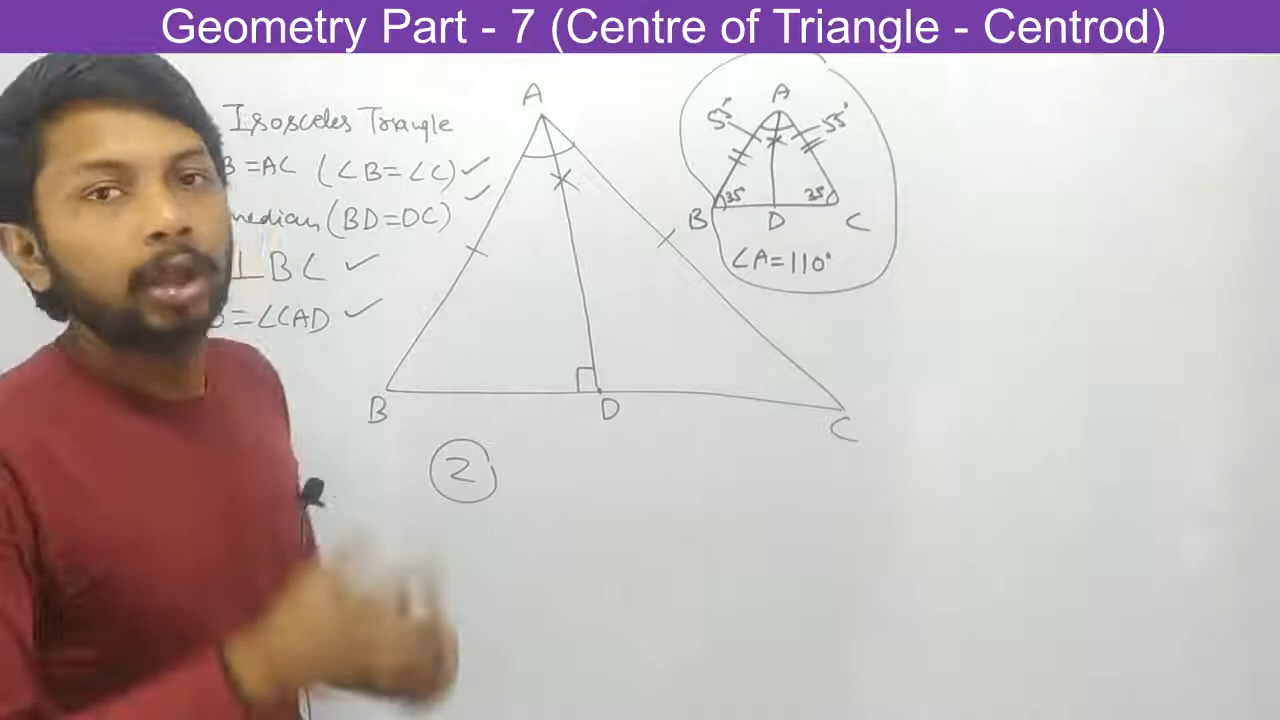 Geometry Part - 7 (Centre of Triangle - Centrod)
Isosceles Triangle
B = AC (∠B = ∠C) ✓
median (BD = DC) ✓
⊥ BC ✓
= ∠CAD ✓
A
B
D
C
2
A
55°
55°
35
35
B
D
C
∠A = 110°